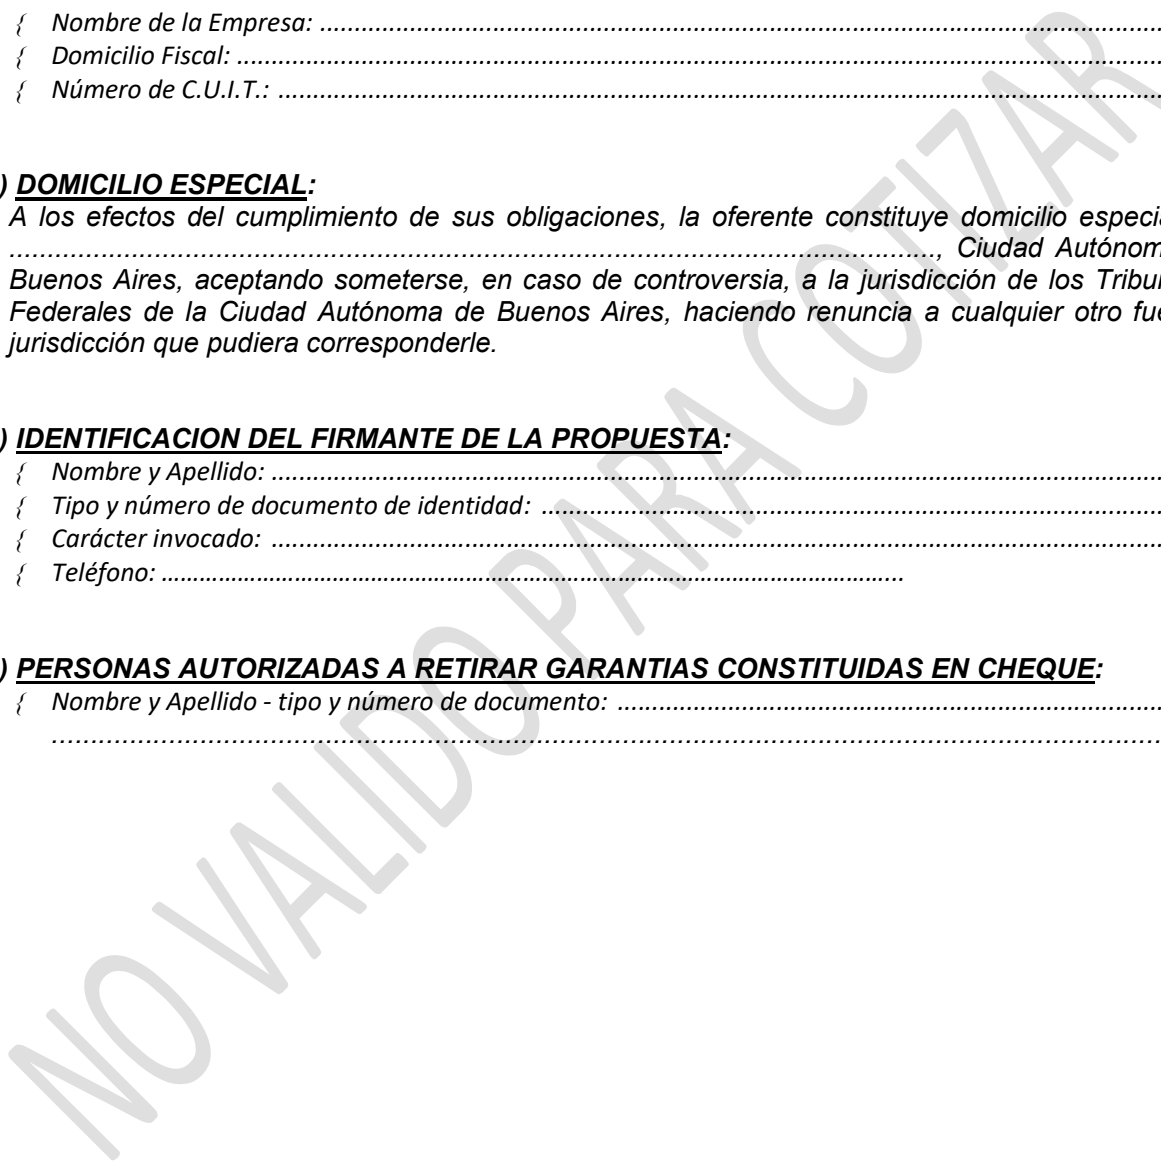 { Nombre de la Empresa: ..............................................................................................................................
{ Domicilio Fiscal: ..........................................................................................................................................
{ Número de C.U.I.T.: ....................................................................................................................................
) DOMICILIO ESPECIAL:
A los efectos del cumplimiento de sus obligaciones, la oferente constituye domicilio especia
............................................................................................................................, Ciudad Autónom
Buenos Aires, aceptando someterse, en caso de controversia, a la jurisdicción de los Tribu
Federales de la Ciudad Autónoma de Buenos Aires, haciendo renuncia a cualquier otro fue
jurisdicción que pudiera corresponderle.
) IDENTIFICACION DEL FIRMANTE DE LA PROPUESTA:
{ Nombre y Apellido: .....................................................................................................................................
{ Tipo y número de documento de identidad: .............................................................................................
{ Carácter invocado: .....................................................................................................................................
{ Teléfono: ……………………………………………………………………………………...
) PERSONAS AUTORIZADAS A RETIRAR GARANTIAS CONSTITUIDAS EN CHEQUE:
{ Nombre y Apellido - tipo y número de documento: ..................................................................................
......................................................................................................................................................
NO VALIDO PARA COTIZAR